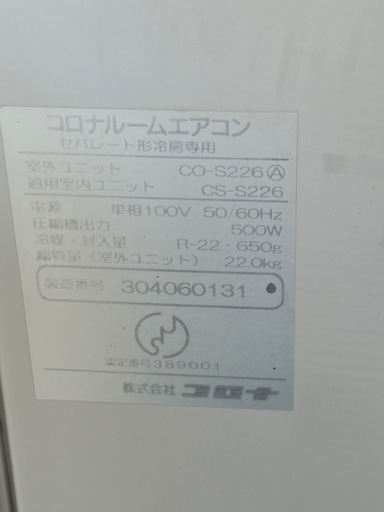 コロナルームエアコン
セパレート形冷房専用
室外ユニット CO-S226Ⓐ
適用室内ユニット CS-S226
電源 単相100V 50/60Hz
圧縮機出力 500W
冷媒・封入量 R-22・650g
総質量（室外ユニット） 22.0kg
製造番号 304060131
認定番号389001
株式会社 コロナ